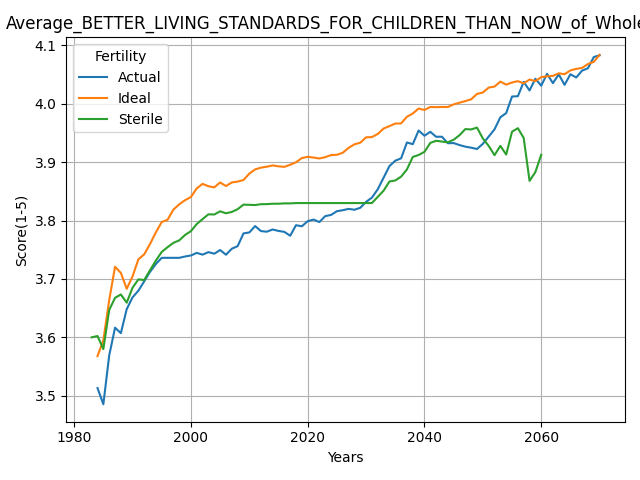 Average_BETTER_LIVING_STANDARDS_FOR_CHILDREN_THAN_NOW_of_Whole
Fertility
Actual
Ideal
Sterile
Score(1-5)
4.1
4.0
3.9
3.8
3.7
3.6
3.5
1980 2000 2020 2040 2060
Years